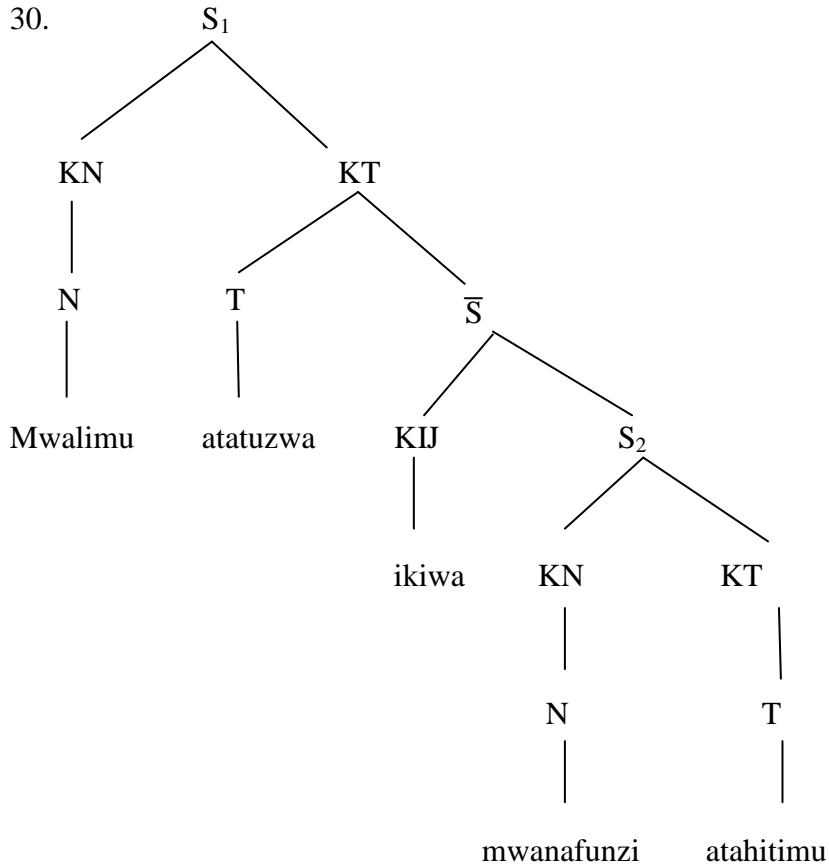 30. S₁
KN KT
N T S̅
Mwalimu atatuzwa KIJ S₂
ikiwa KN KT
N T
mwanafunzi atahitimu